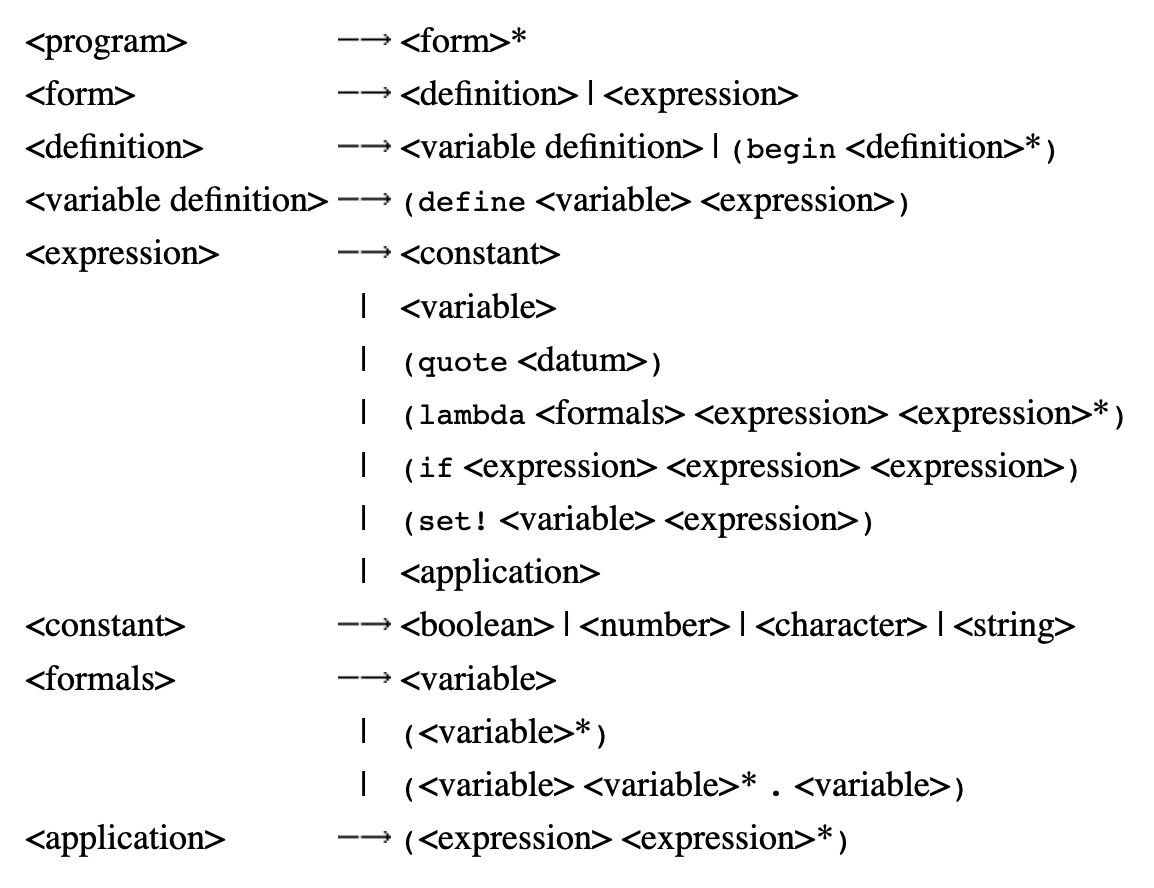 <program> ⟶ <form>*
<form> ⟶ <definition> | <expression>
<definition> ⟶ <variable definition> | (begin <definition>*)
<variable definition> ⟶ (define <variable> <expression>)
<expression> ⟶ <constant>
| <variable>
| (quote <datum>)
| (lambda <formals> <expression> <expression>*)
| (if <expression> <expression> <expression>)
| (set! <variable> <expression>)
| <application>
<constant> ⟶ <boolean> | <number> | <character> | <string>
<formals> ⟶ <variable>
| (<variable>*)
| (<variable> <variable>* . <variable>)
<application> ⟶ (<expression> <expression>*)